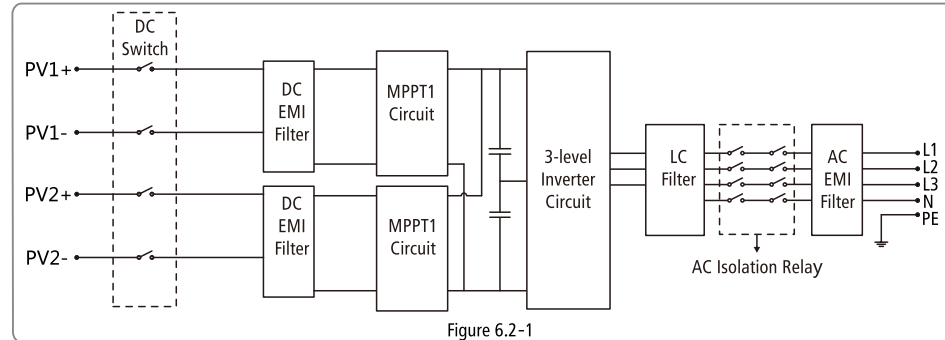 DC
Switch
PV1+
PV1-
PV2+
PV2-
DC
EMI
Filter
DC
EMI
Filter
MPPT1
Circuit
MPPT1
Circuit
3-level
Inverter
Circuit
LC
Filter
AC Isolation Relay
AC
EMI
Filter
L1
L2
L3
N
PE
Figure 6.2-1